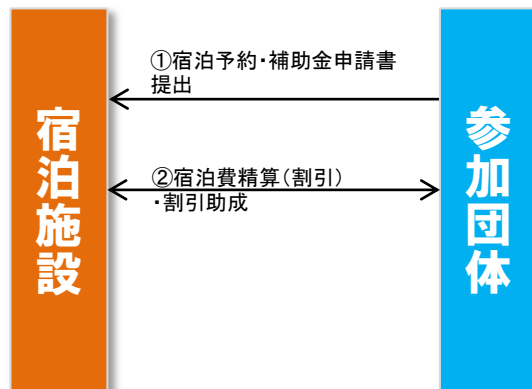 宿泊施設
①宿泊予約・補助金申請書
提出
②宿泊費精算(割引)
・割引助成
参加団体